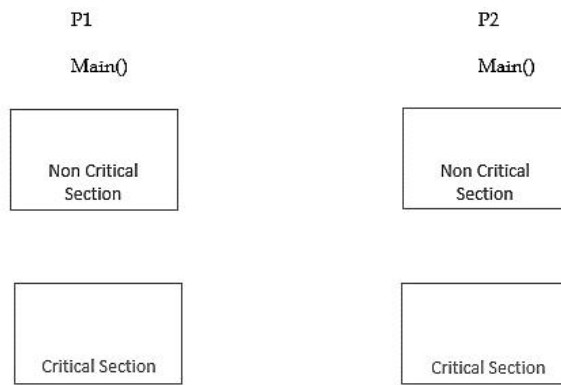 P1
Main()
Non Critical
Section
Critical Section
P2
Main()
Non Critical
Section
Critical Section